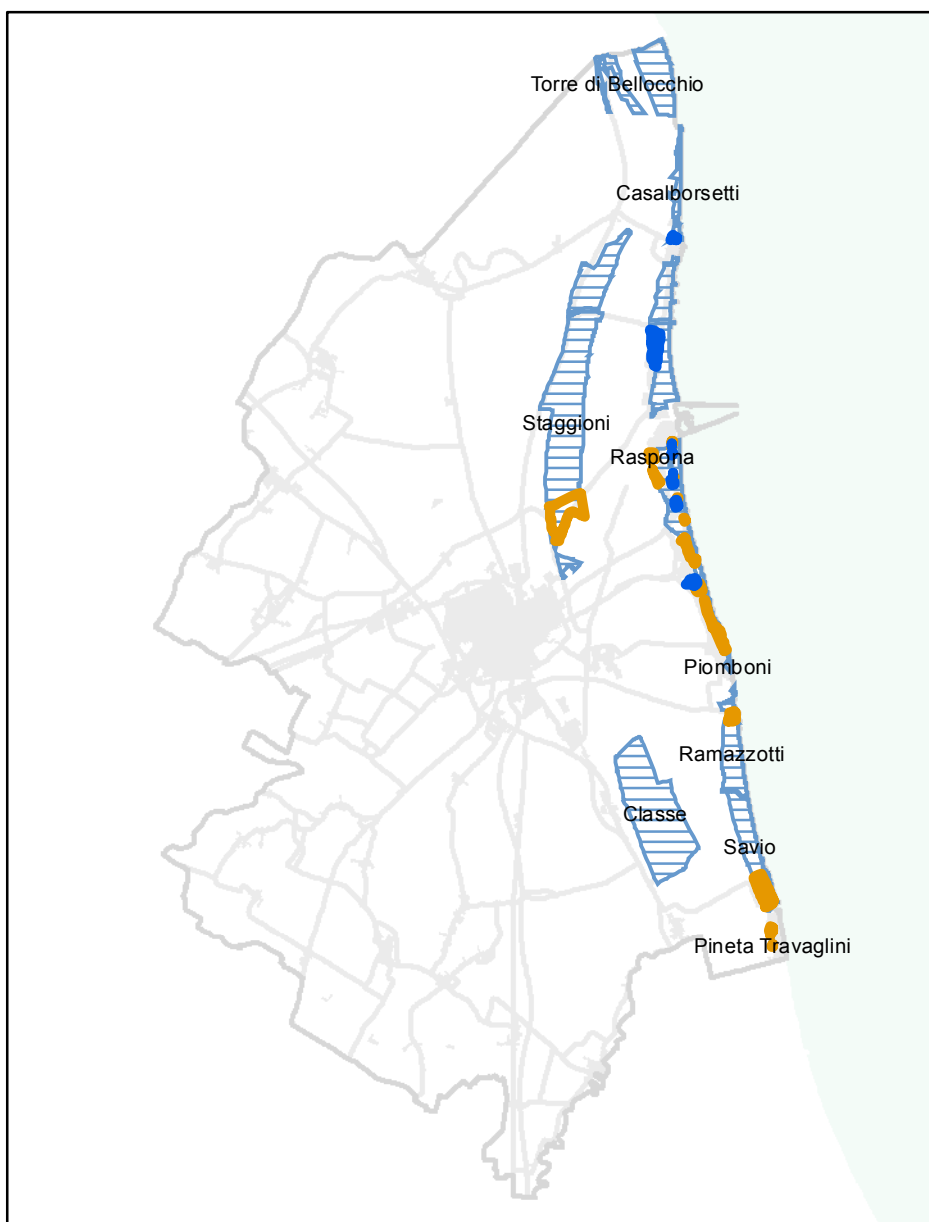 Torre di Bellocchio
Casalborsetti
Staggioni
Raspona
Piomboni
Ramazzotti
Classe
Savio
Pineta Travaglini